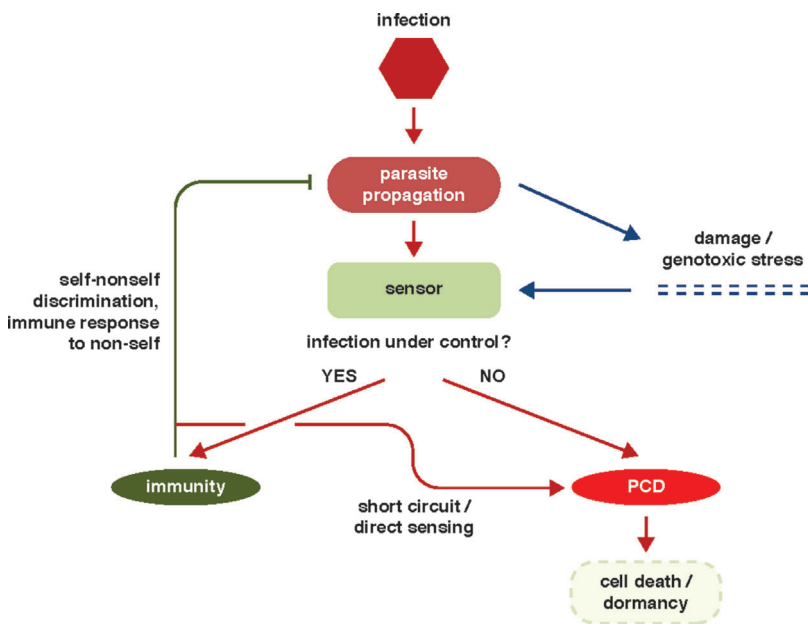 infection
parasite
propagation
damage /
genotoxic stress
self-nonself
discrimination,
immune response
to non-self
sensor
infection under control?
YES
NO
immunity
short circuit /
direct sensing
PCD
cell death /
dormancy